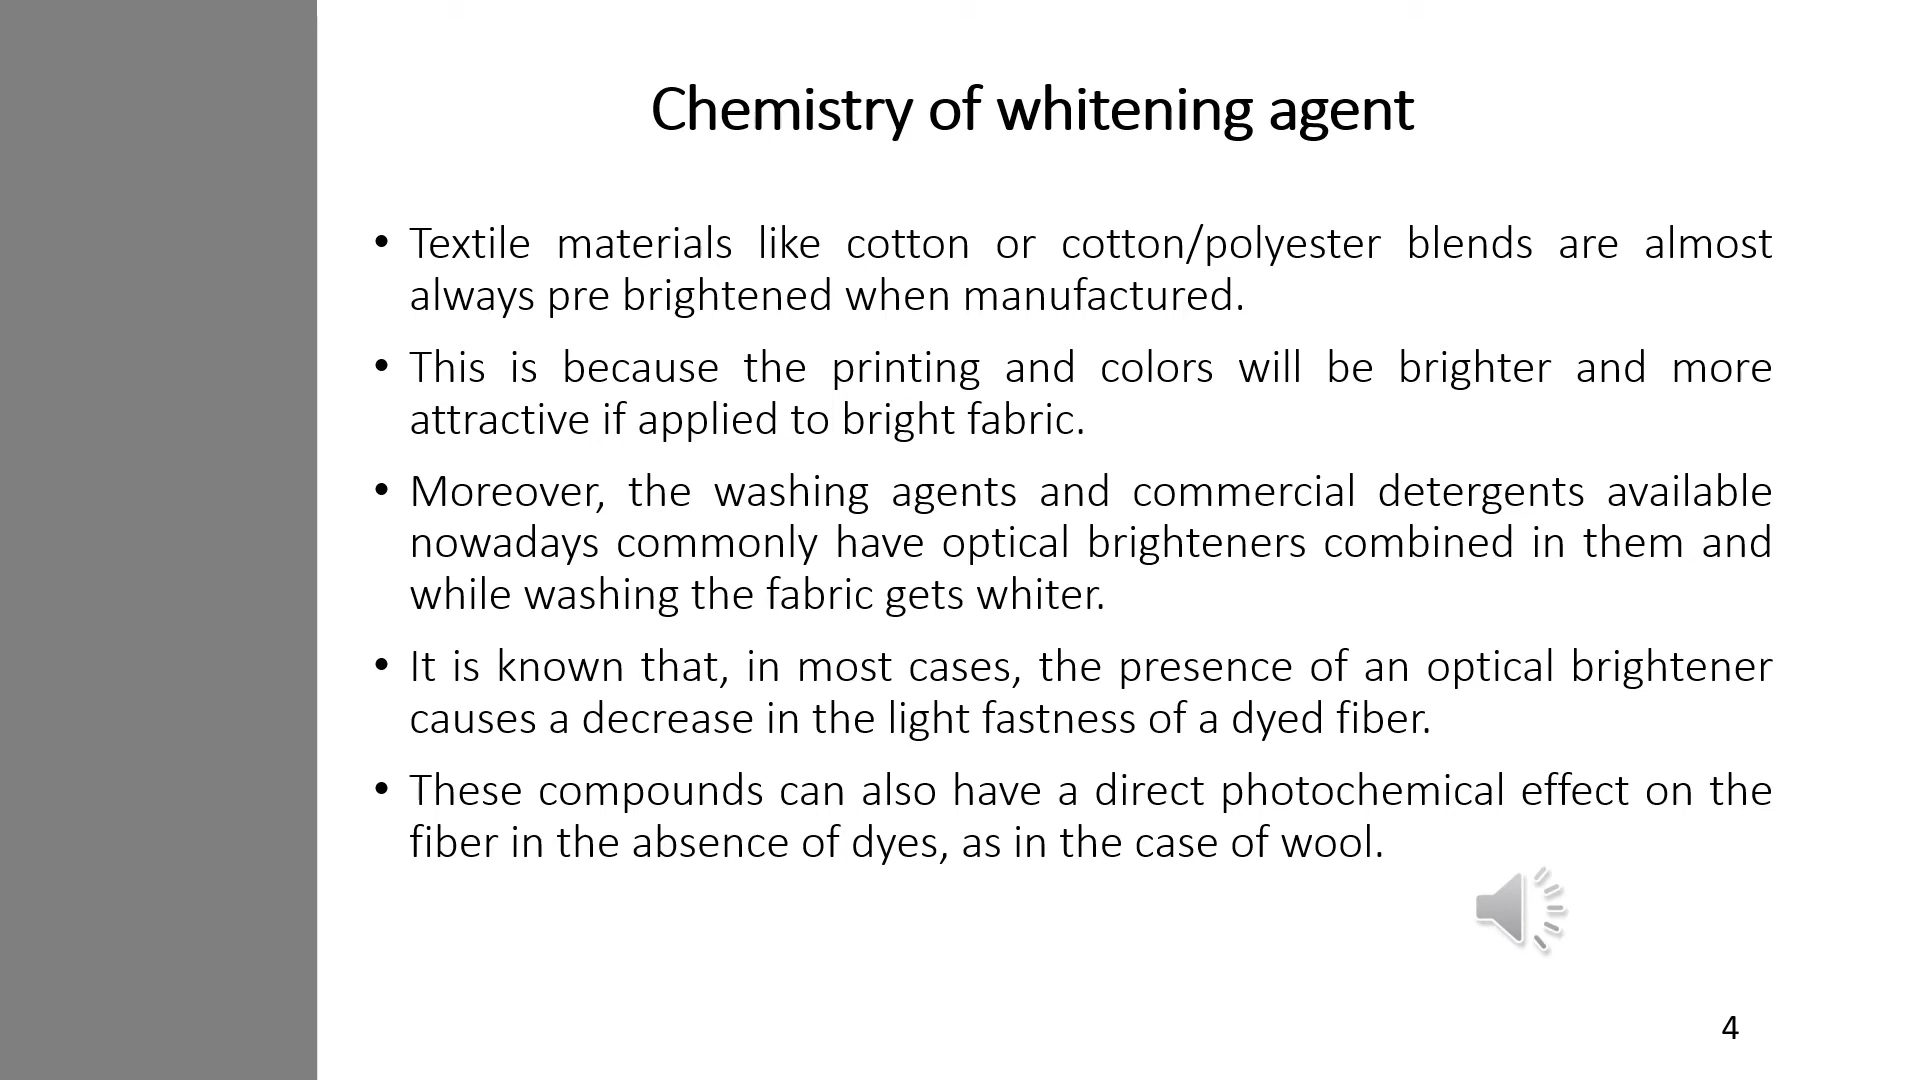 Chemistry of whitening agent
• Textile materials like cotton or cotton/polyester blends are almost
always pre brightened when manufactured.
• This is because the printing and colors will be brighter and more
attractive if applied to bright fabric.
• Moreover, the washing agents and commercial detergents available
nowadays commonly have optical brighteners combined in them and
while washing the fabric gets whiter.
• It is known that, in most cases, the presence of an optical brightener
causes a decrease in the light fastness of a dyed fiber.
• These compounds can also have a direct photochemical effect on the
fiber in the absence of dyes, as in the case of wool.
4